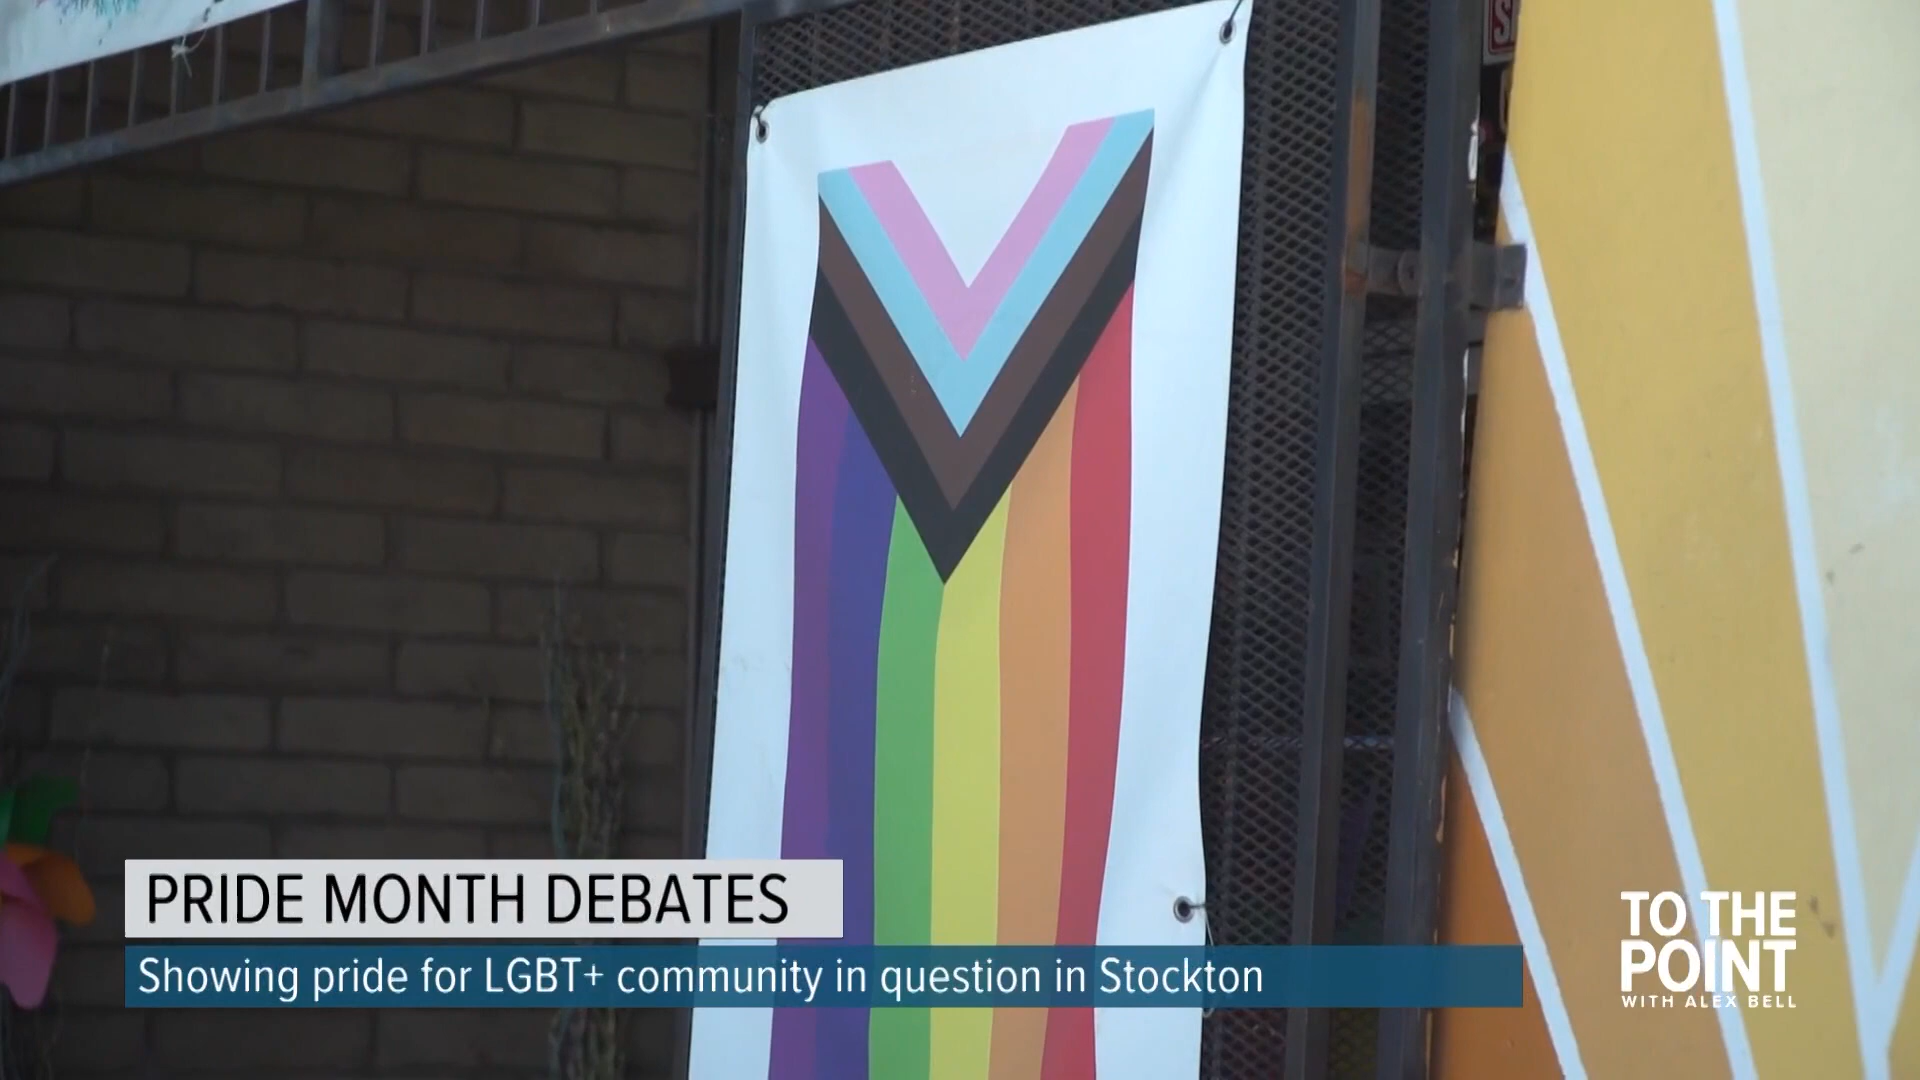 PRIDE MONTH DEBATES
Showing pride for LGBT+ community in question in Stockton
TO THE
POINT
WITH ALEX BELL